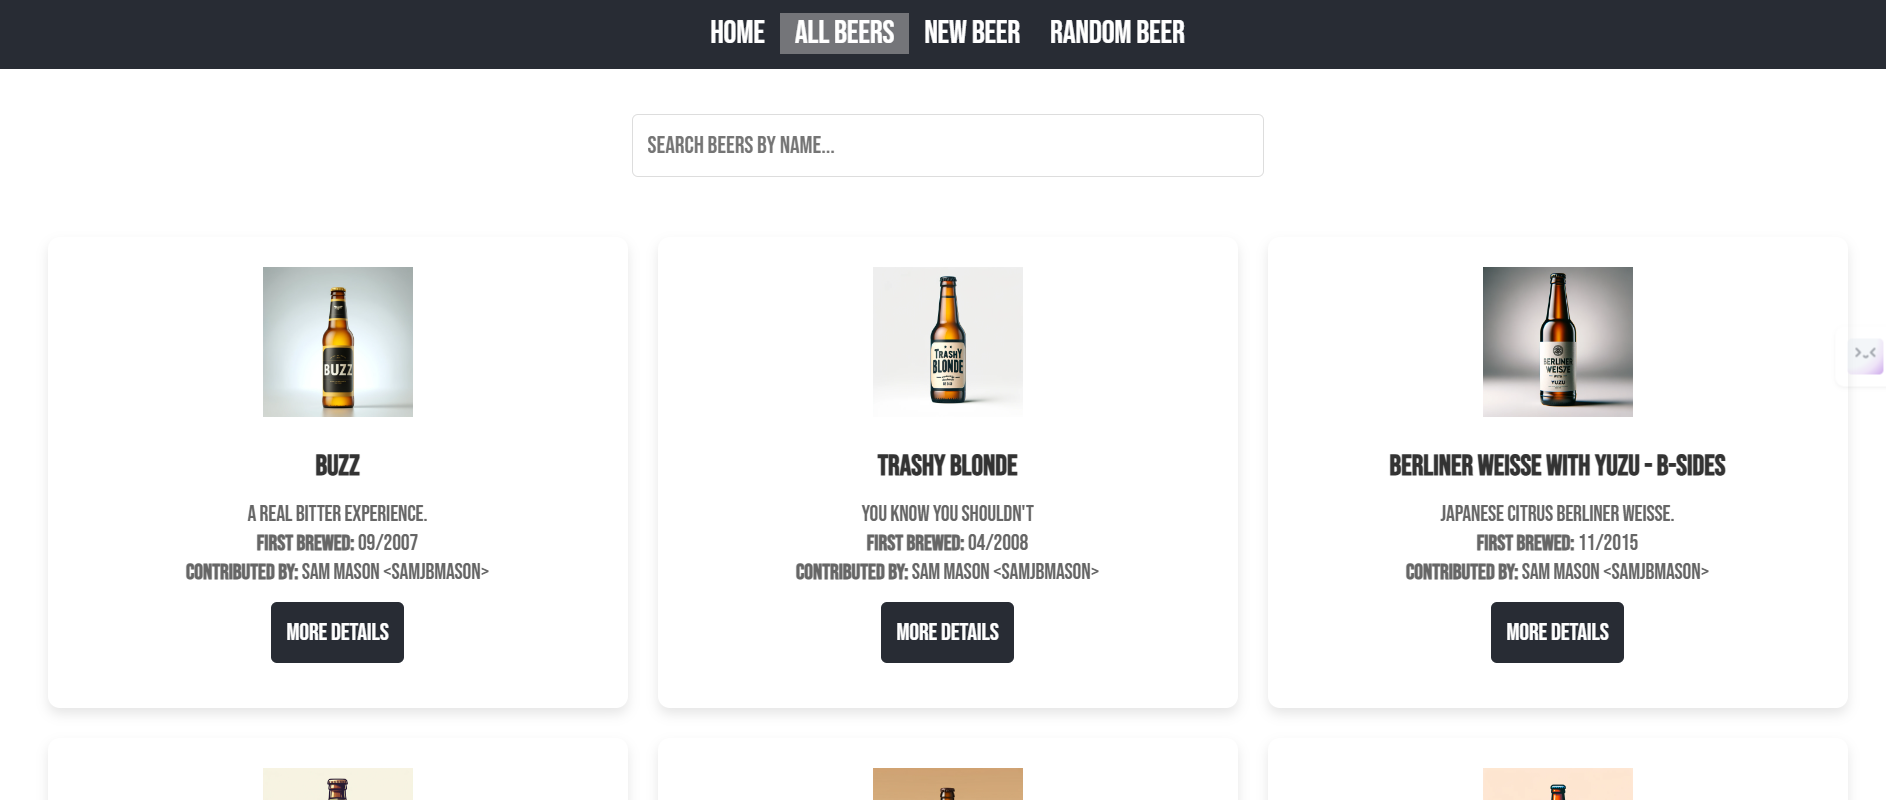 HOME ALL BEERS NEW BEER RANDOM BEER
SEARCH BEERS BY NAME...
BUZZ
BUZZ
A REAL BITTER EXPERIENCE.
FIRST BREWED: 09/2007
CONTRIBUTED BY: SAM MASON <SAMJBMASON>
MORE DETAILS
TRASHY
BLONDE
TRASHY BLONDE
YOU KNOW YOU SHOULDN'T
FIRST BREWED: 04/2008
CONTRIBUTED BY: SAM MASON <SAMJBMASON>
MORE DETAILS
BERLINER
YUZU
BERLINER WEISSE WITH YUZU - B-SIDES
JAPANESE CITRUS BERLINER WEISSE.
FIRST BREWED: 11/2015
CONTRIBUTED BY: SAM MASON <SAMJBMASON>
MORE DETAILS